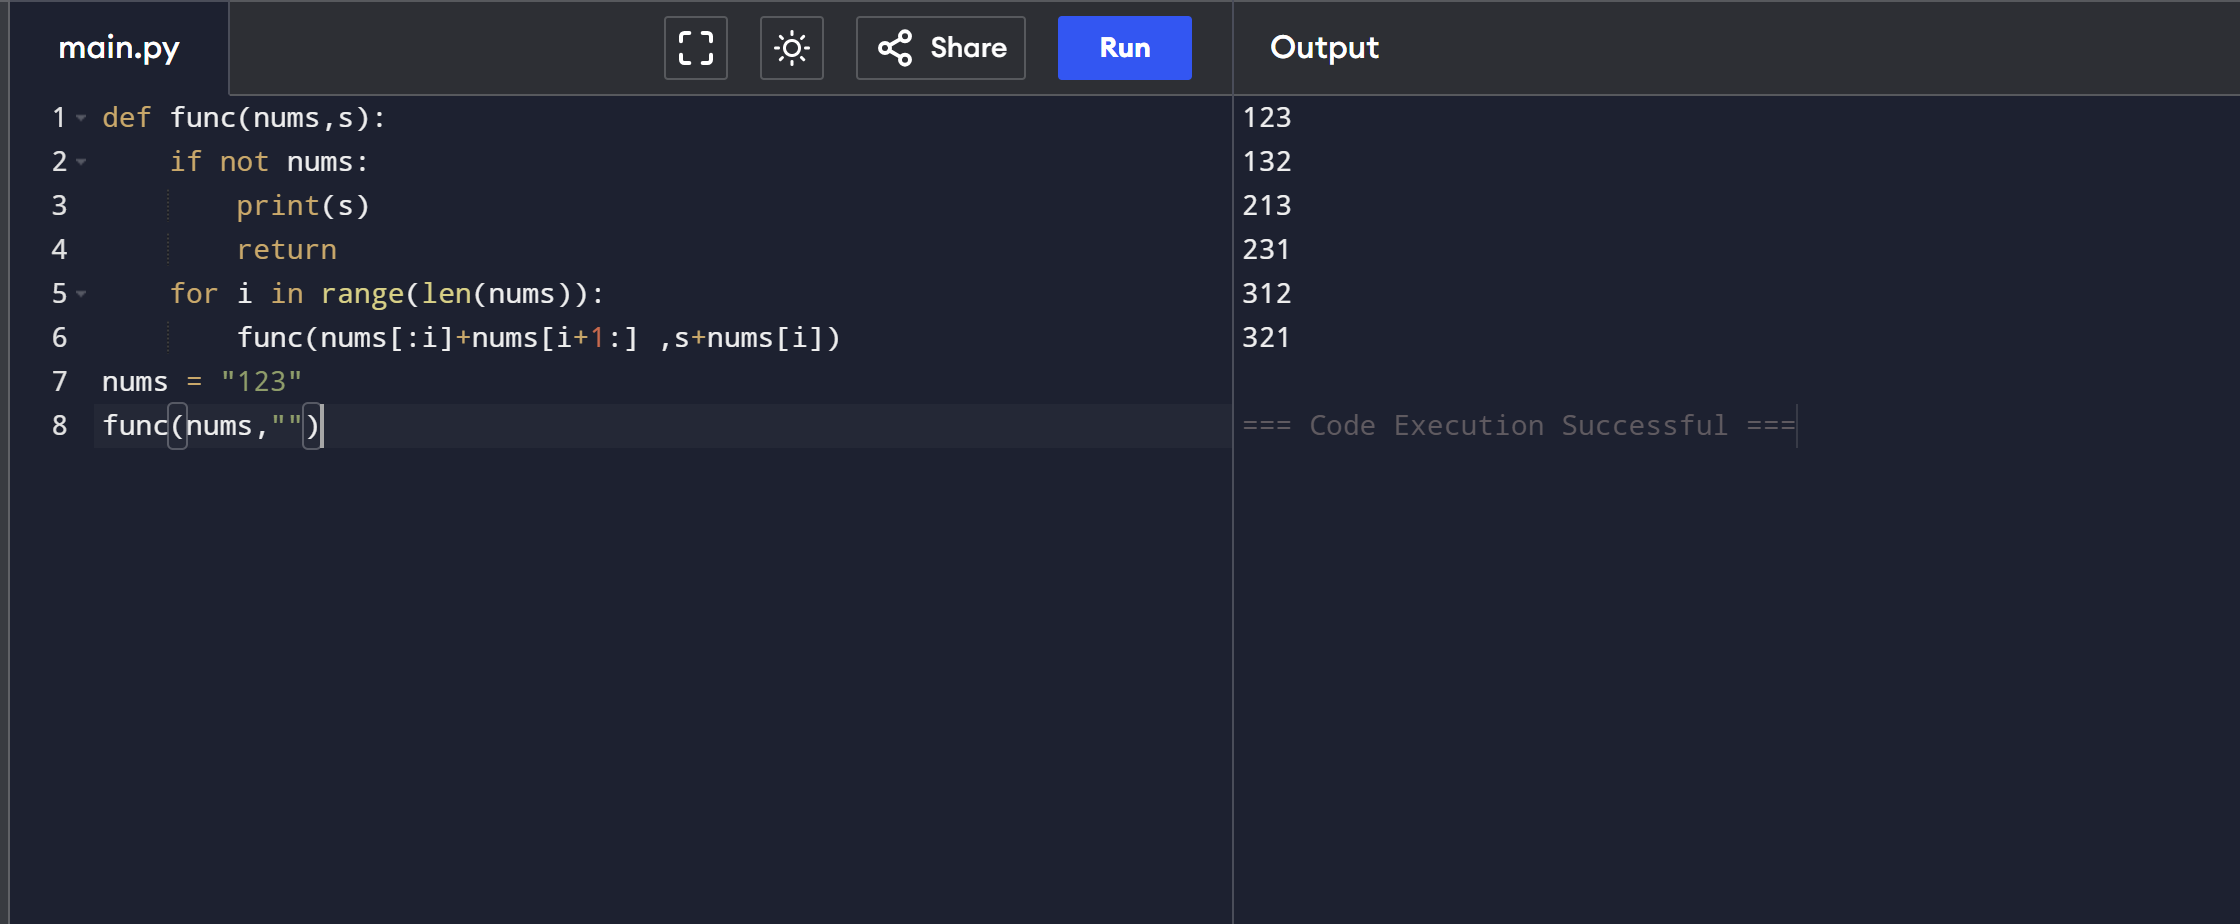 main.py
Share
Run
Output
1 def func(nums,s):
2     if not nums:
3         print(s)
4         return
5     for i in range(len(nums)):
6         func(nums[:i]+nums[i+1:] ,s+nums[i])
7 nums = "123"
8 func(nums,"")
123
132
213
231
312
321
=== Code Execution Successful ===